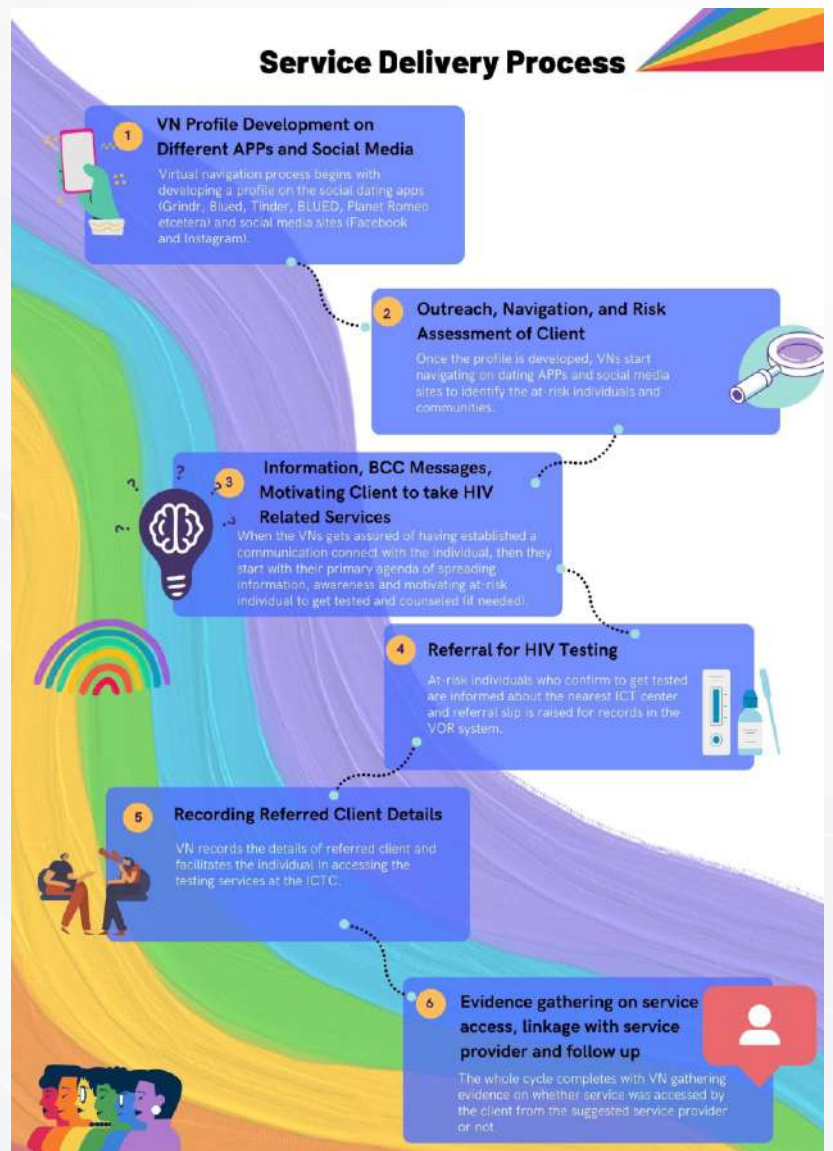 Service Delivery Process
1
VN Profile Development on
Different APPs and Social Media
Virtual navigation process begins with
developing a profile on the social dating apps
(Grindr, Blued, Tinder, BLUED, Planet Romeo
etcetera) and social media sites (Facebook
and Instagram).
2
Outreach, Navigation, and Risk
Assessment of Client
Once the profile is developed, VNs start
navigating on dating APPs and social media
sites to identify the at-risk individuals and
communities.
3
Information, BCC Messages,
Motivating Client to take HIV
Related Services
When the VNs gets assured of having established a
communication connect with the individual, then they
start with their primary agenda of spreading
information, awareness and motivating at-risk
individual to get tested and counseled (if needed).
4
Referral for HIV Testing
At-risk individuals who confirm to get tested
are informed about the nearest ICT center
and referral slip is raised for records in the
VOR system.
5
Recording Referred Client Details
VN records the details of referred client and
facilitates the individual in accessing the
testing services at the ICTC.
6
Evidence gathering on service
access, linkage with service
provider and follow up
The whole cycle completes with VN gathering
evidence on whether service was accessed by
the client from the suggested service provider
or not